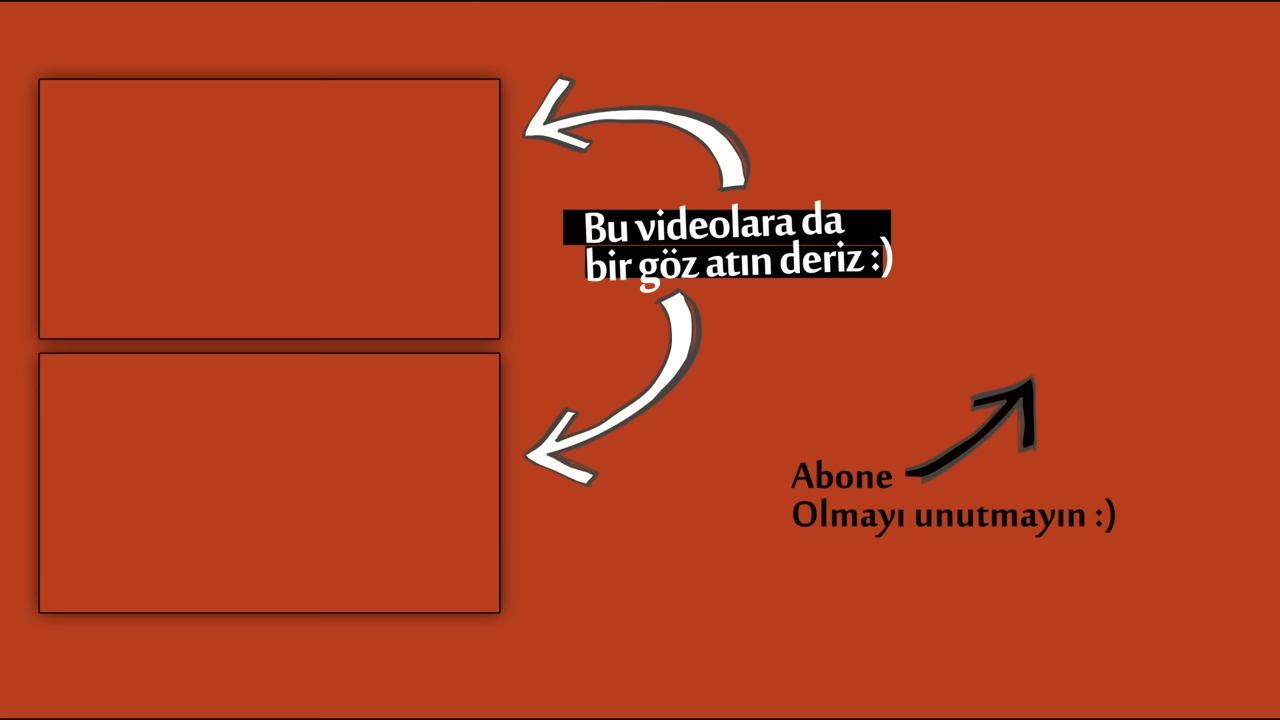 Bu videolara da
bir göz atın deriz :)
Abone
Olmayı unutmayın :)